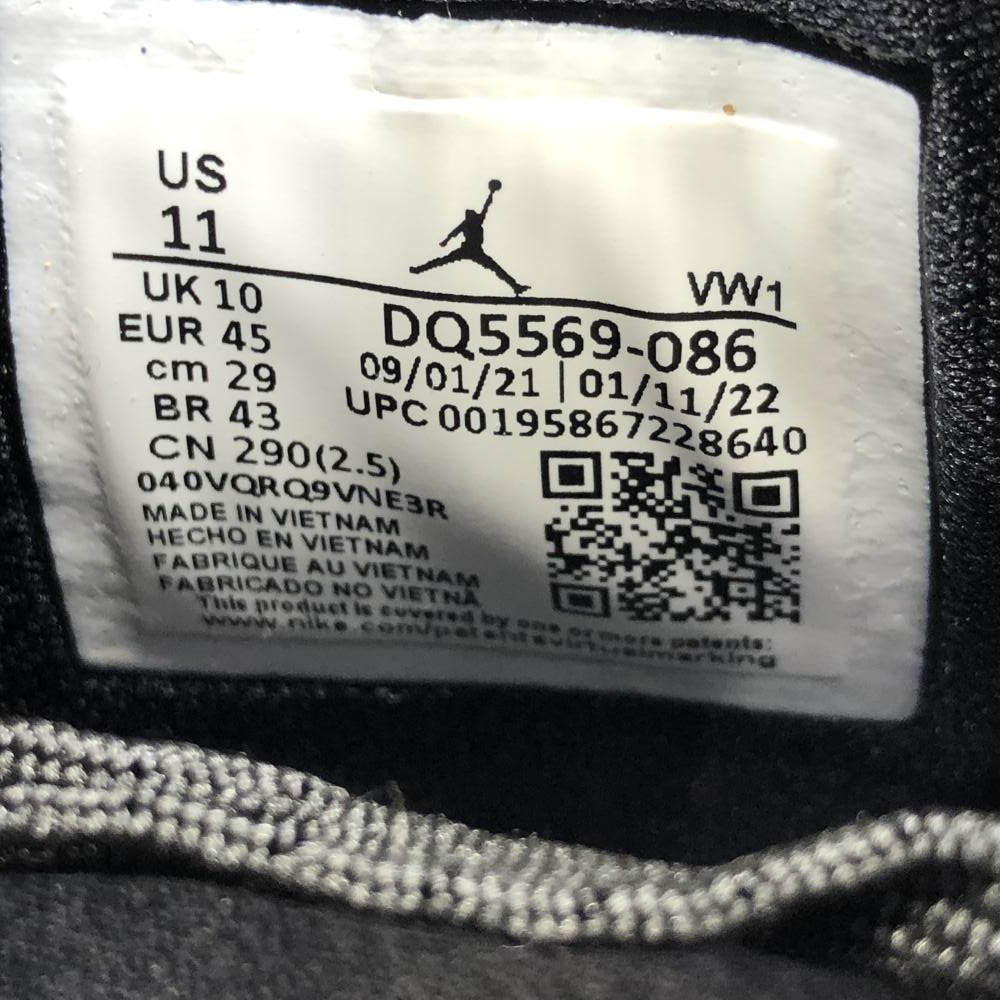 US
11
VW1
UK 10
EUR 45
cm 29
BR 43
CN 290(2.5)
DQ5569-086
09/01/21 | 01/11/22
UPC 00195867228640
040VQRQ9VNE3R
MADE IN VIETNAM
HECHO EN VIETNAM
FABRIQUE AU VIETNAM
FABRICADO NO VIETNÃ
This product is covered by one or more patents:
www.nike.com/patentsvirtualmarking